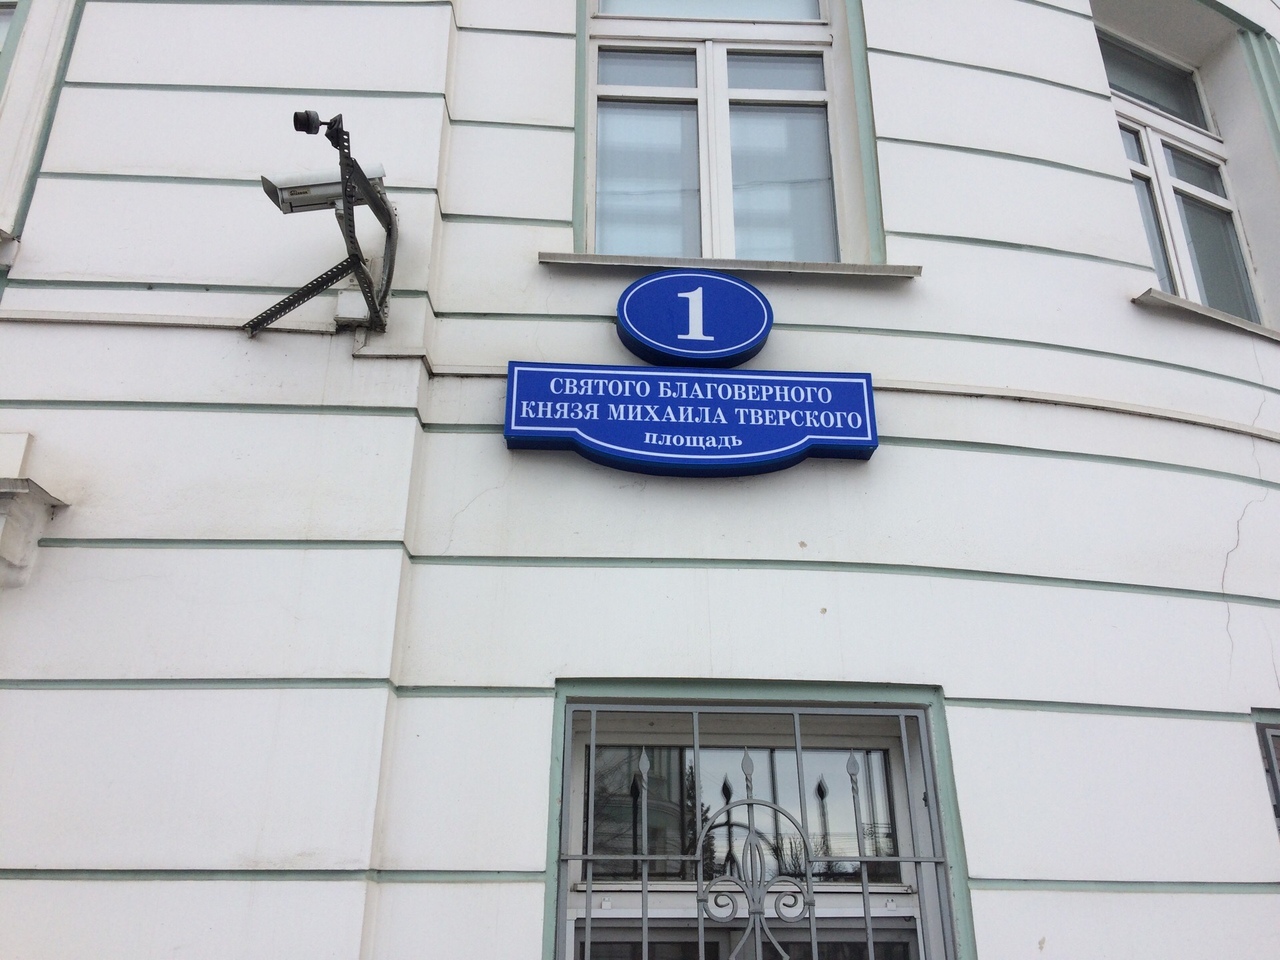 1
СВЯТОГО БЛАГОВЕРНОГО
КНЯЗЯ МИХАИЛА ТВЕРСКОГО
площадь